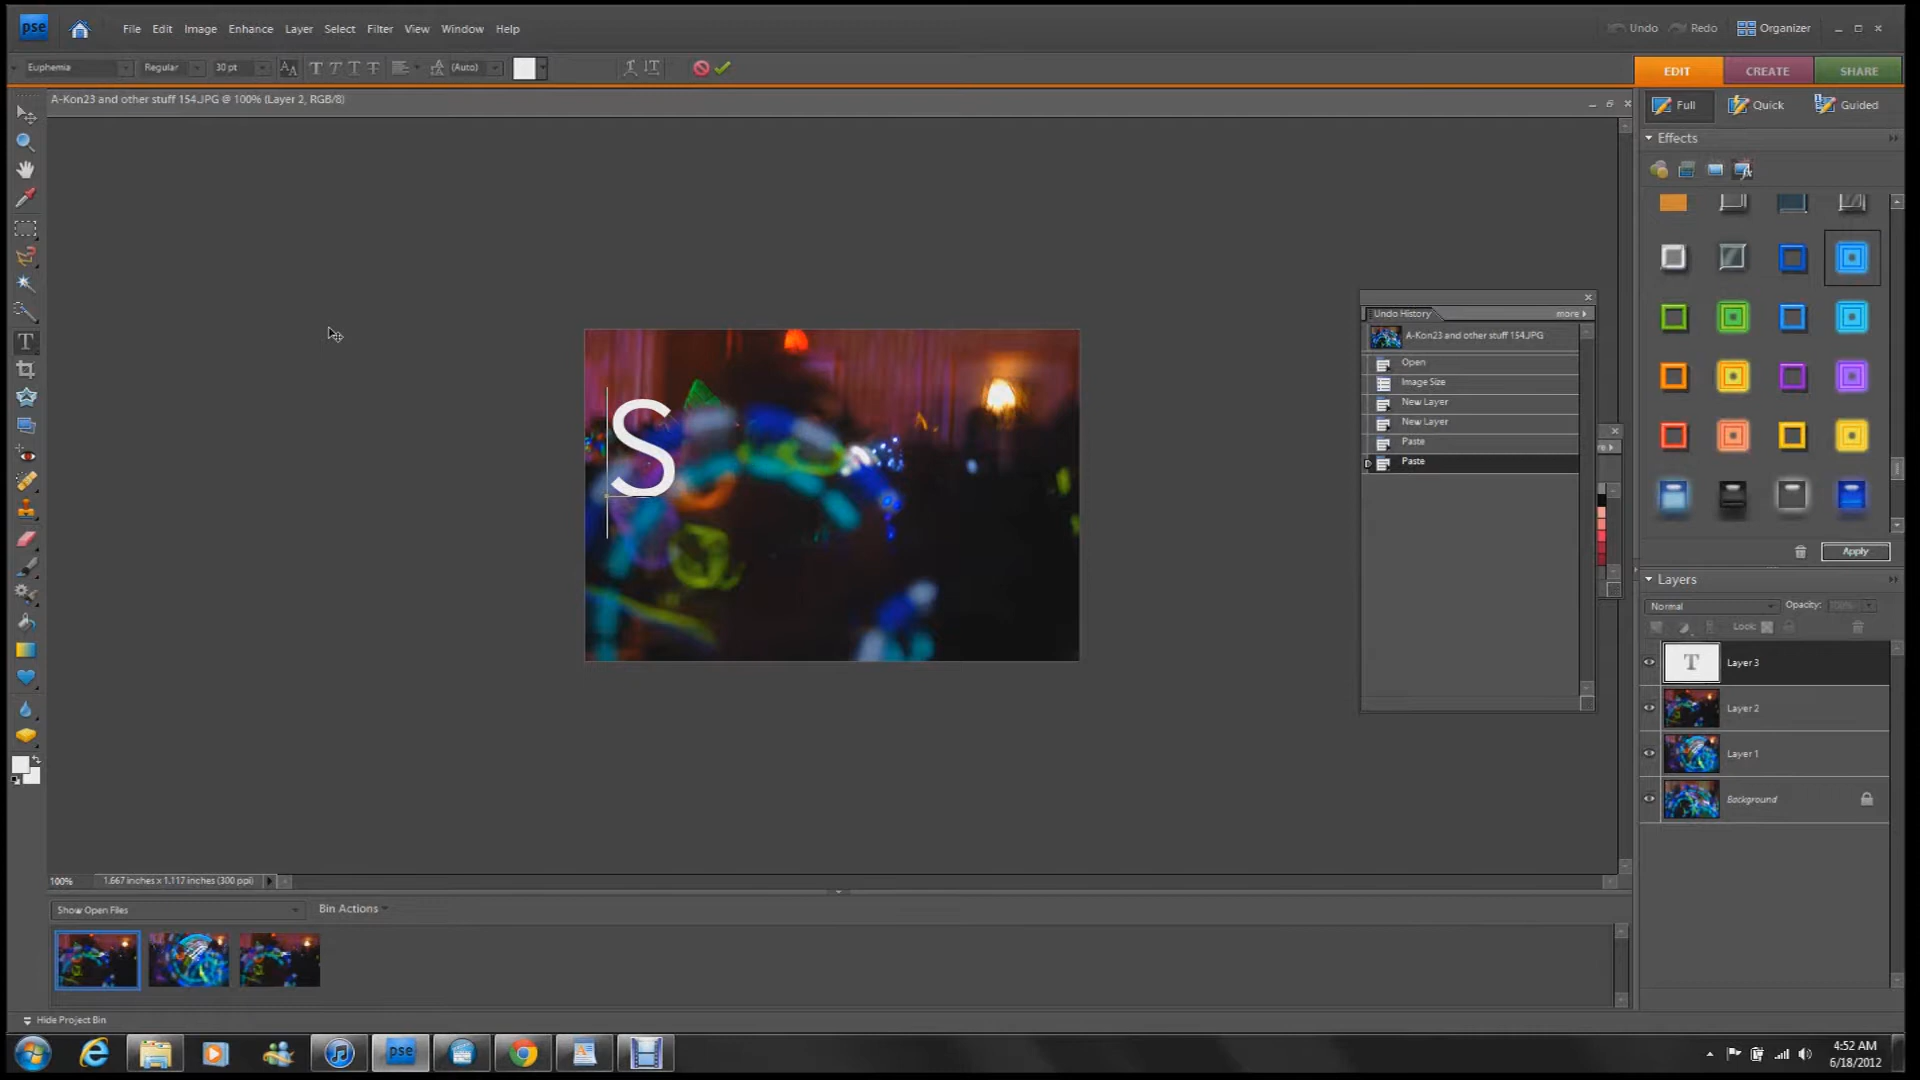 pse File Edit Image Enhance Layer Select Filter View Window Help Undo Redo Organizer
Euphemia Regular 30 pt (Auto) EDIT CREATE SHARE
A-Kon23 and other stuff 154.JPG @ 100% (Layer 2, RGB/8)
Full Quick Guided
Effects
S
Undo History more
A-Kon23 and other stuff 154.JPG
Open
Image Size
New Layer
New Layer
Paste
Paste
Apply
Layers
Normal Opacity:
Lock:
T Layer 3
Layer 2
Layer 1
Background
100% 1.667 inches x 1.117 inches (300 ppi)
Show Open Files Bin Actions
Hide Project Bin
pse
4:52 AM
6/18/2012